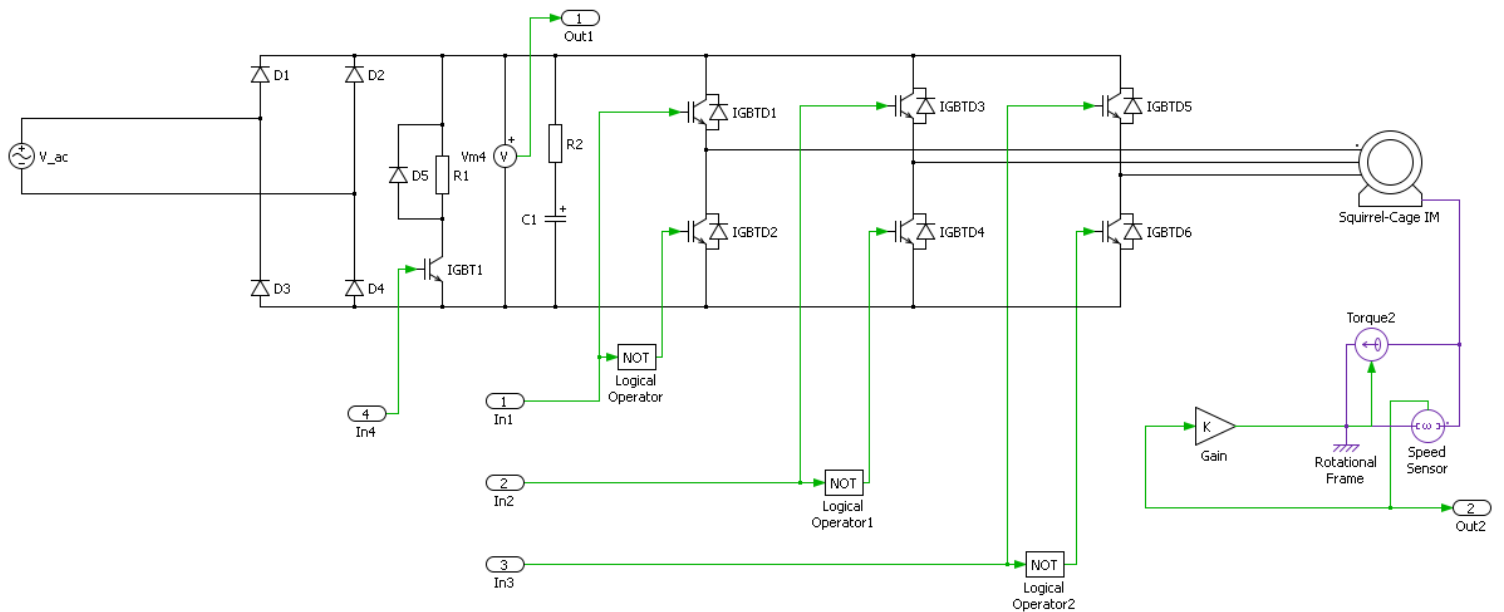 1
Out1
D1
D2
IGBTD1
IGBTD3
IGBTD5
+
V_ac
Vm4
+
V
R2
D5
R1
C1
+
IGBTD2
IGBTD4
IGBTD6
Squirrel-Cage IM
IGBT1
D3
D4
Torque2
NOT
Logical
Operator
1
In1
4
In4
K
Gain
ω
Rotational
Frame
Speed
Sensor
2
In2
NOT
Logical
Operator1
2
Out2
3
In3
NOT
Logical
Operator2